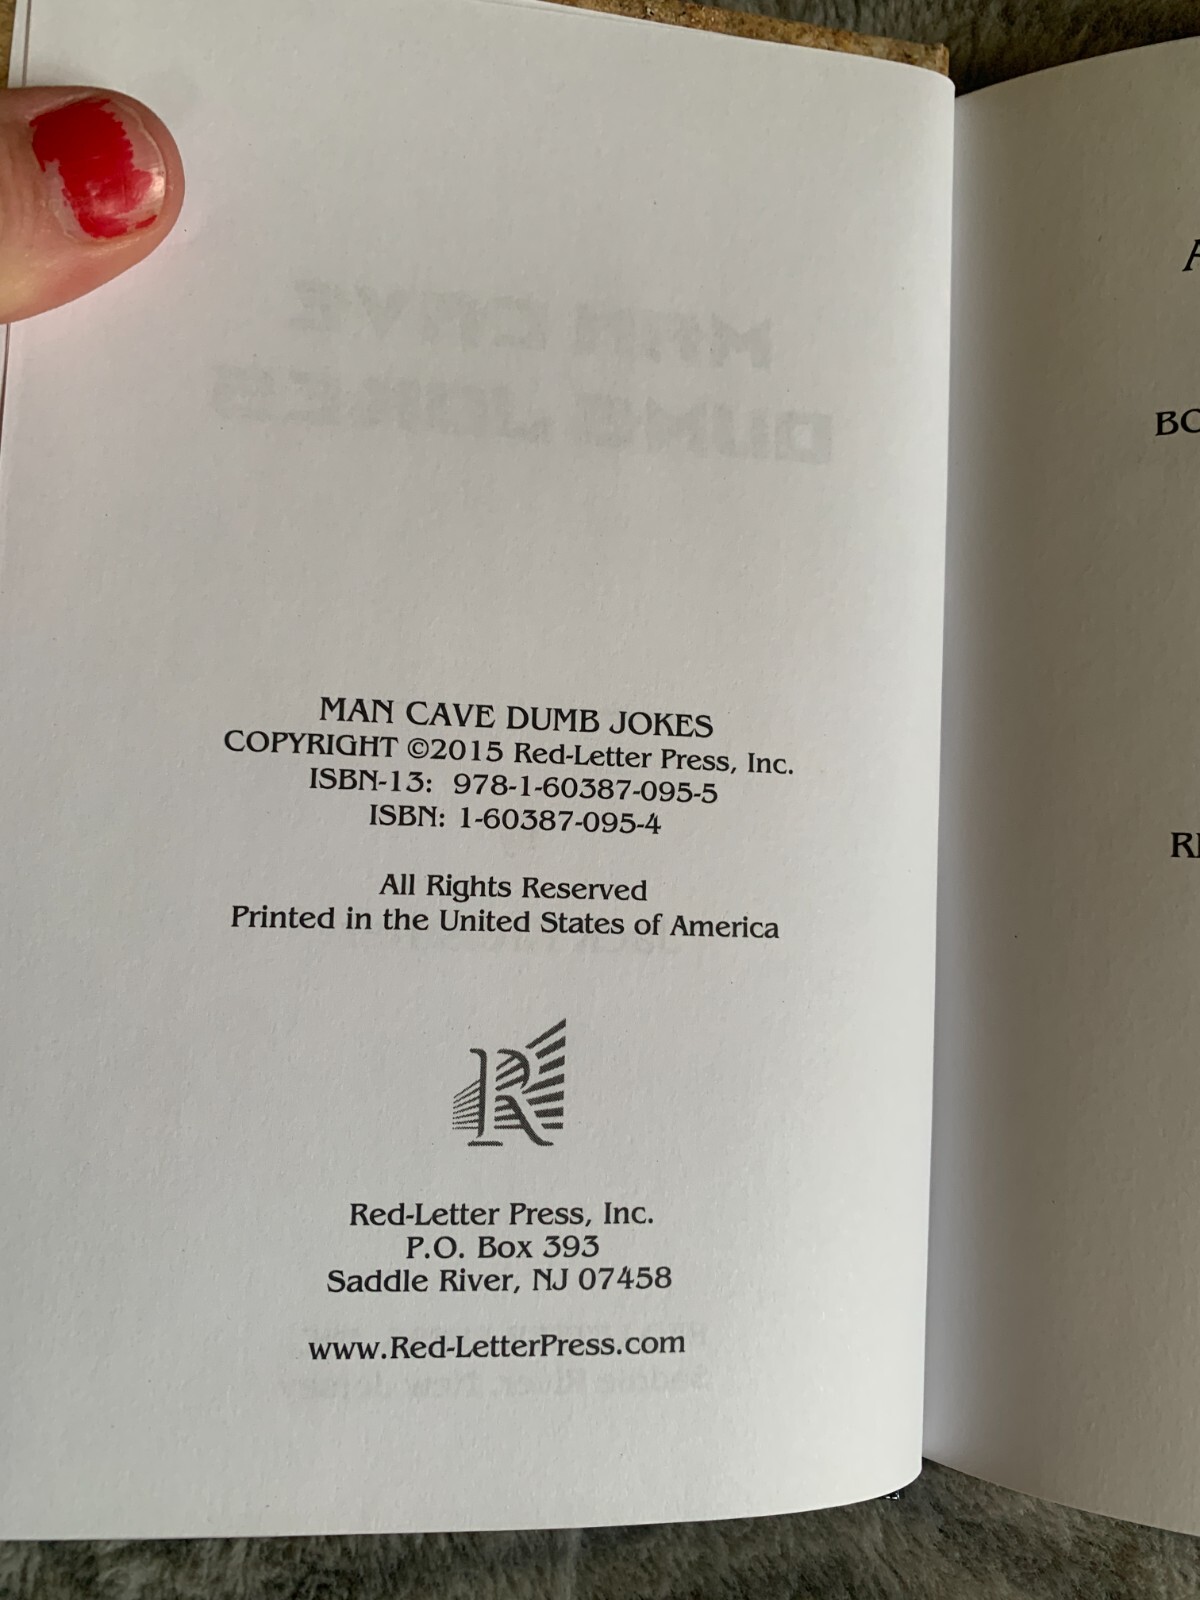 MAN CAVE DUMB JOKES
COPYRIGHT ©2015 Red-Letter Press, Inc.
ISBN-13: 978-1-60387-095-5
ISBN: 1-60387-095-4
All Rights Reserved
Printed in the United States of America
R
Red-Letter Press, Inc.
P.O. Box 393
Saddle River, NJ 07458
www.Red-LetterPress.com
A
BO
RE